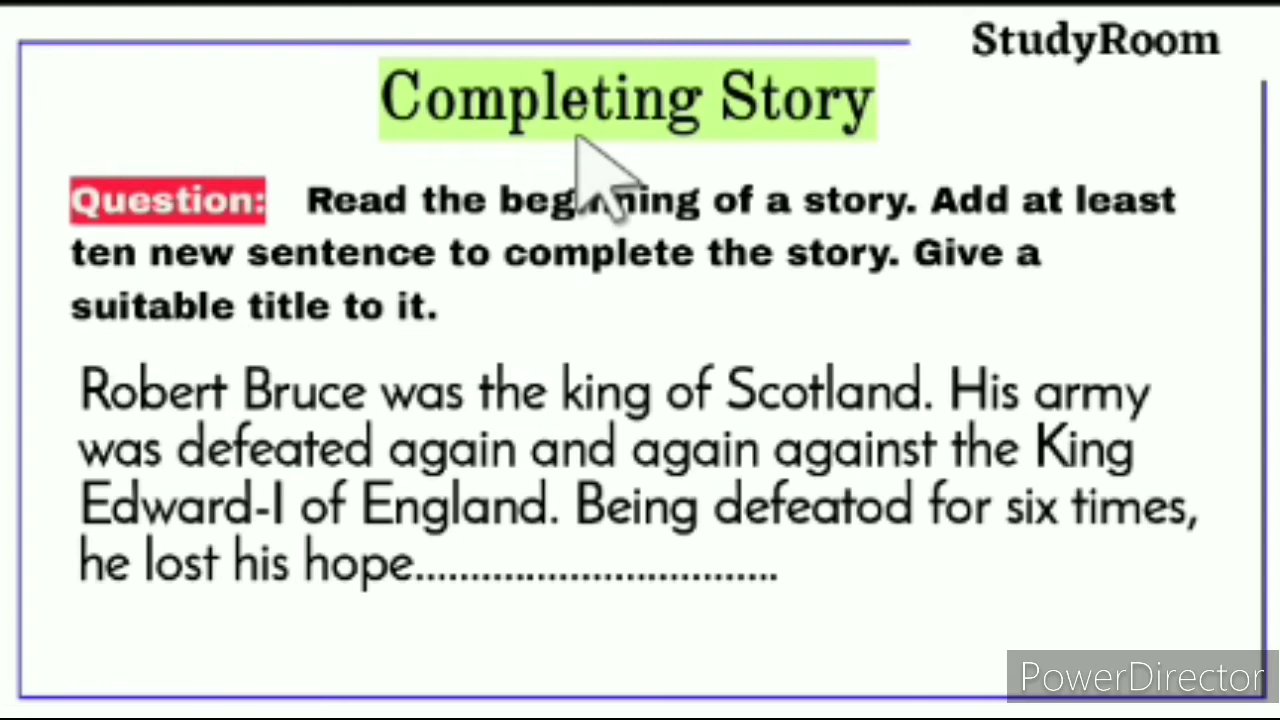 StudyRoom
Completing Story
Question: Read the beginning of a story. Add at least
ten new sentence to complete the story. Give a
suitable title to it.
Robert Bruce was the king of Scotland. His army
was defeated again and again against the King
Edward-I of England. Being defeatod for six times,
he lost his hope.................................
PowerDirector